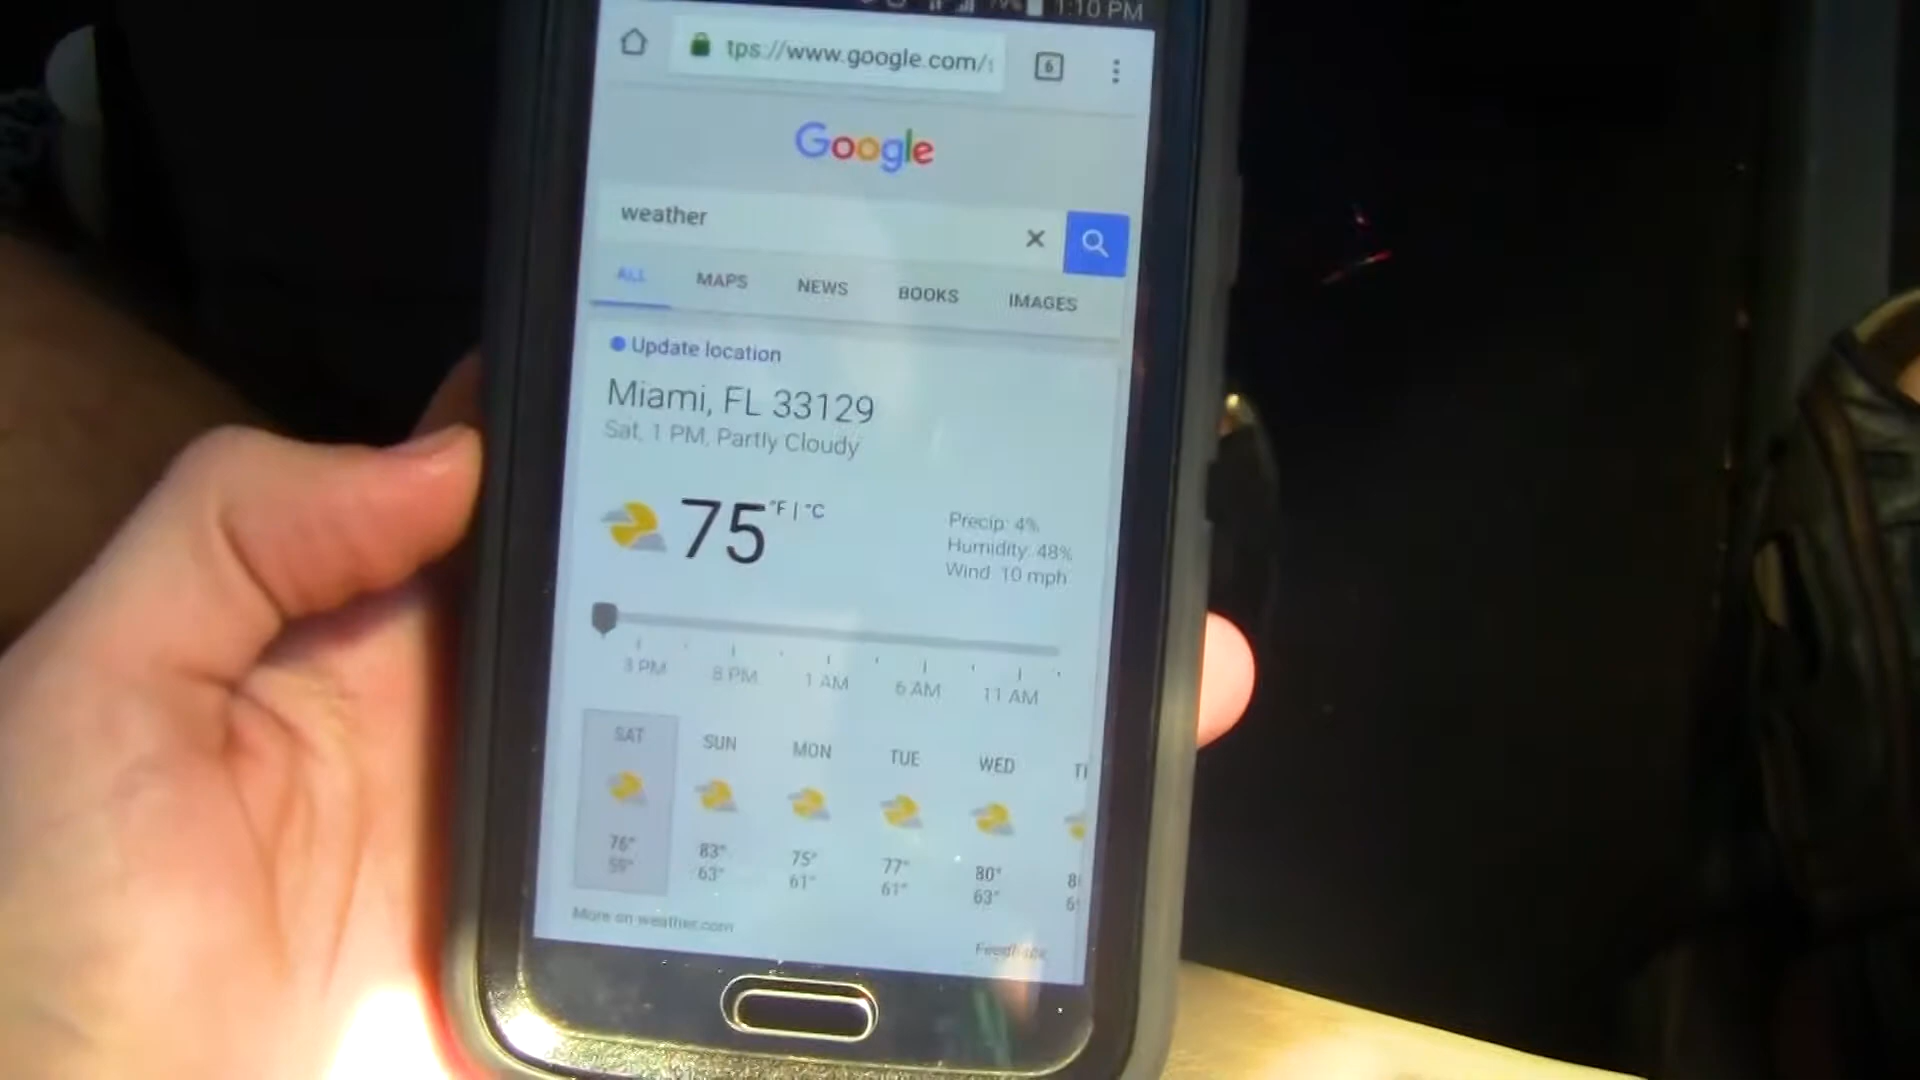 1:10 PM
tps://www.google.com/
6
Google
weather
ALL MAPS NEWS BOOKS IMAGES
Update location
Miami, FL 33129
Sat, 1 PM, Partly Cloudy
75 °F | °C
Precip: 4%
Humidity: 48%
Wind: 10 mph
3 PM 8 PM 1 AM 6 AM 11 AM
SAT SUN MON TUE WED
76° 83° 75° 77° 80°
59° 63° 61° 61° 63°
More on weather.com
Feedback